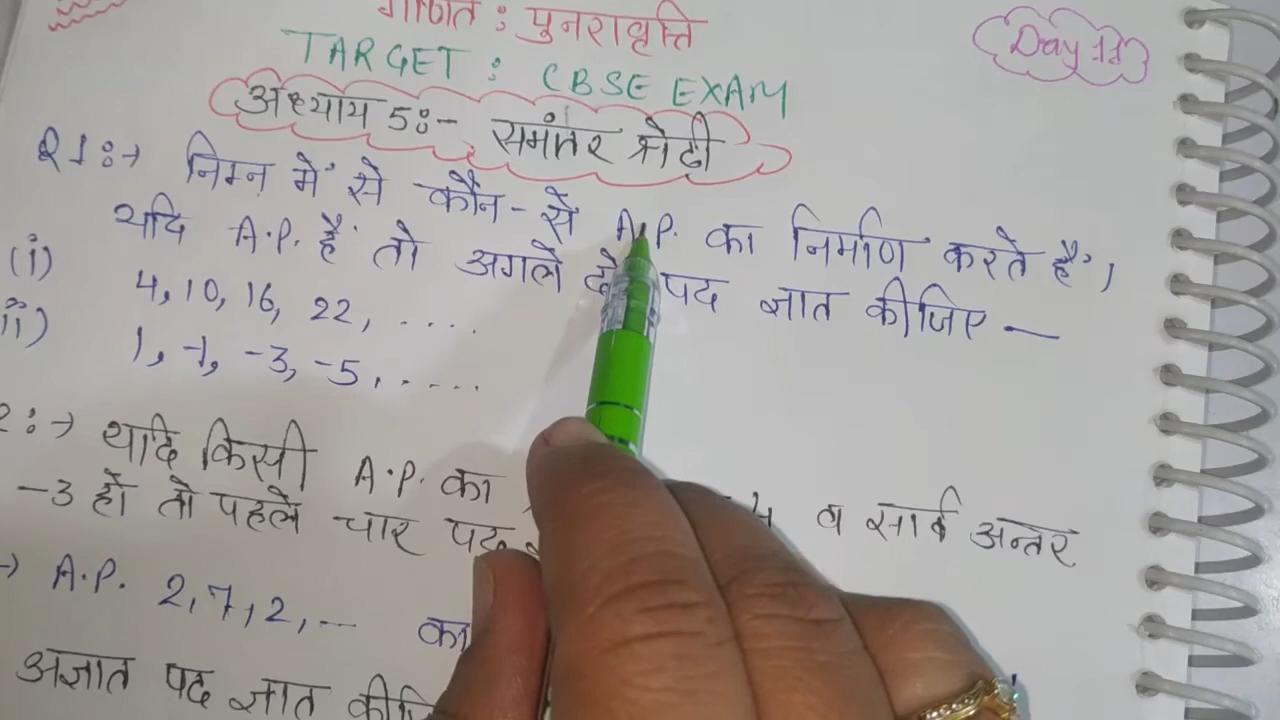 गणित : पुनरावृत्ति
TARGET : CBSE EXAM
Day 11
अध्याय 5:- समांतर श्रेढी
Q1:→ निम्न में से कौन-से A.P. का निर्माण करते हैं,
यदि A.P. हैं तो अगले दो पद ज्ञात कीजिए —
(i) 4, 10, 16, 22, ....
ii) 1, -1, -3, -5, .....
2:→ यदि किसी A.P. का व सार्व अन्तर
-3 हो तो पहले चार पद
→ A.P. 2, 7, 2, -- का
अज्ञात पद ज्ञात